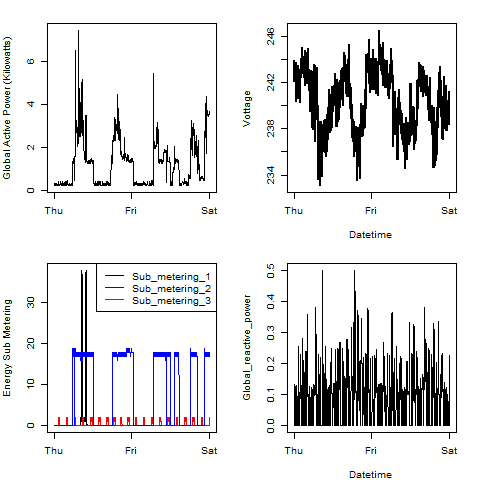 Global Active Power (Kilowatts)
0 2 4 6
Thu Fri Sat
Voltage
234 238 242 246
Thu Fri Sat
Datetime
Energy Sub Metering
0 10 20 30
Sub_metering_1
Sub_metering_2
Sub_metering_3
Thu Fri Sat
Global_reactive_power
0.0 0.1 0.2 0.3 0.4 0.5
Thu Fri Sat
Datetime